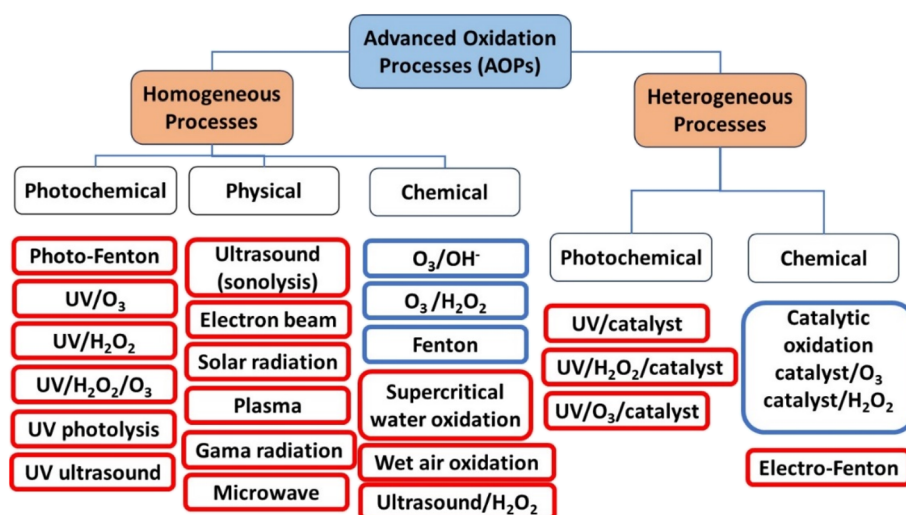 Advanced Oxidation
Processes (AOPs)
Homogeneous
Processes
Heterogeneous
Processes
Photochemical
Physical
Chemical
Photo-Fenton
UV/O₃
UV/H₂O₂
UV/H₂O₂/O₃
UV photolysis
UV ultrasound
Ultrasound
(sonolysis)
Electron beam
Solar radiation
Plasma
Gama radiation
Microwave
O₃/OH⁻
O₃/H₂O₂
Fenton
Supercritical
water oxidation
Wet air oxidation
Ultrasound/H₂O₂
Photochemical
UV/catalyst
UV/H₂O₂/catalyst
UV/O₃/catalyst
Chemical
Catalytic
oxidation
catalyst/O₃
catalyst/H₂O₂
Electro-Fenton